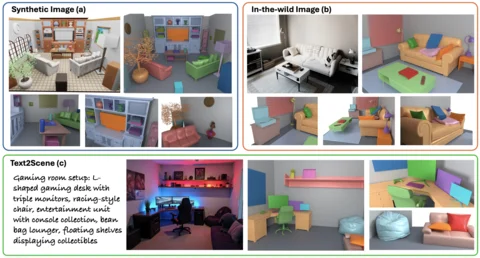 Synthetic Image (a)
In-the-wild Image (b)
Text2Scene (c)
Gaming room setup: L-
shaped gaming desk with
triple monitors, racing-style
chair, entertainment unit
with console collection, bean
bag lounger, floating shelves
displaying collectibles